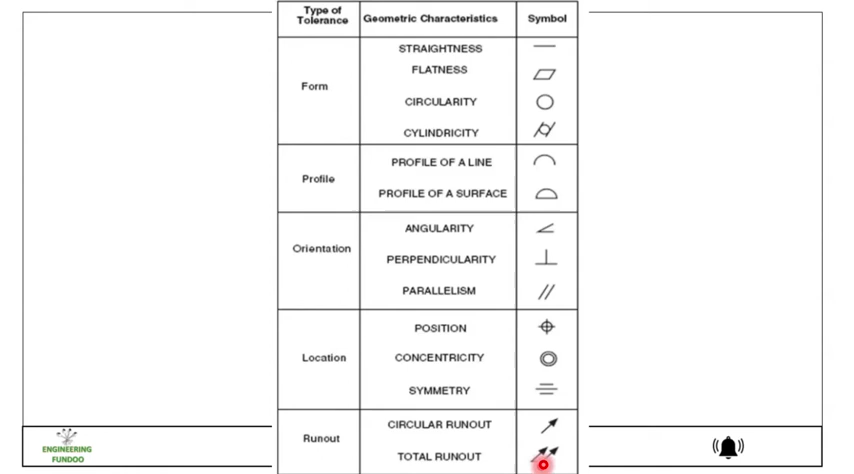 Type of
Tolerance
Geometric Characteristics
Symbol
Form
STRAIGHTNESS
FLATNESS
CIRCULARITY
CYLINDRICITY
Profile
PROFILE OF A LINE
PROFILE OF A SURFACE
Orientation
ANGULARITY
PERPENDICULARITY
PARALLELISM
Location
POSITION
CONCENTRICITY
SYMMETRY
Runout
CIRCULAR RUNOUT
TOTAL RUNOUT
ENGINEERING
FUNDOO